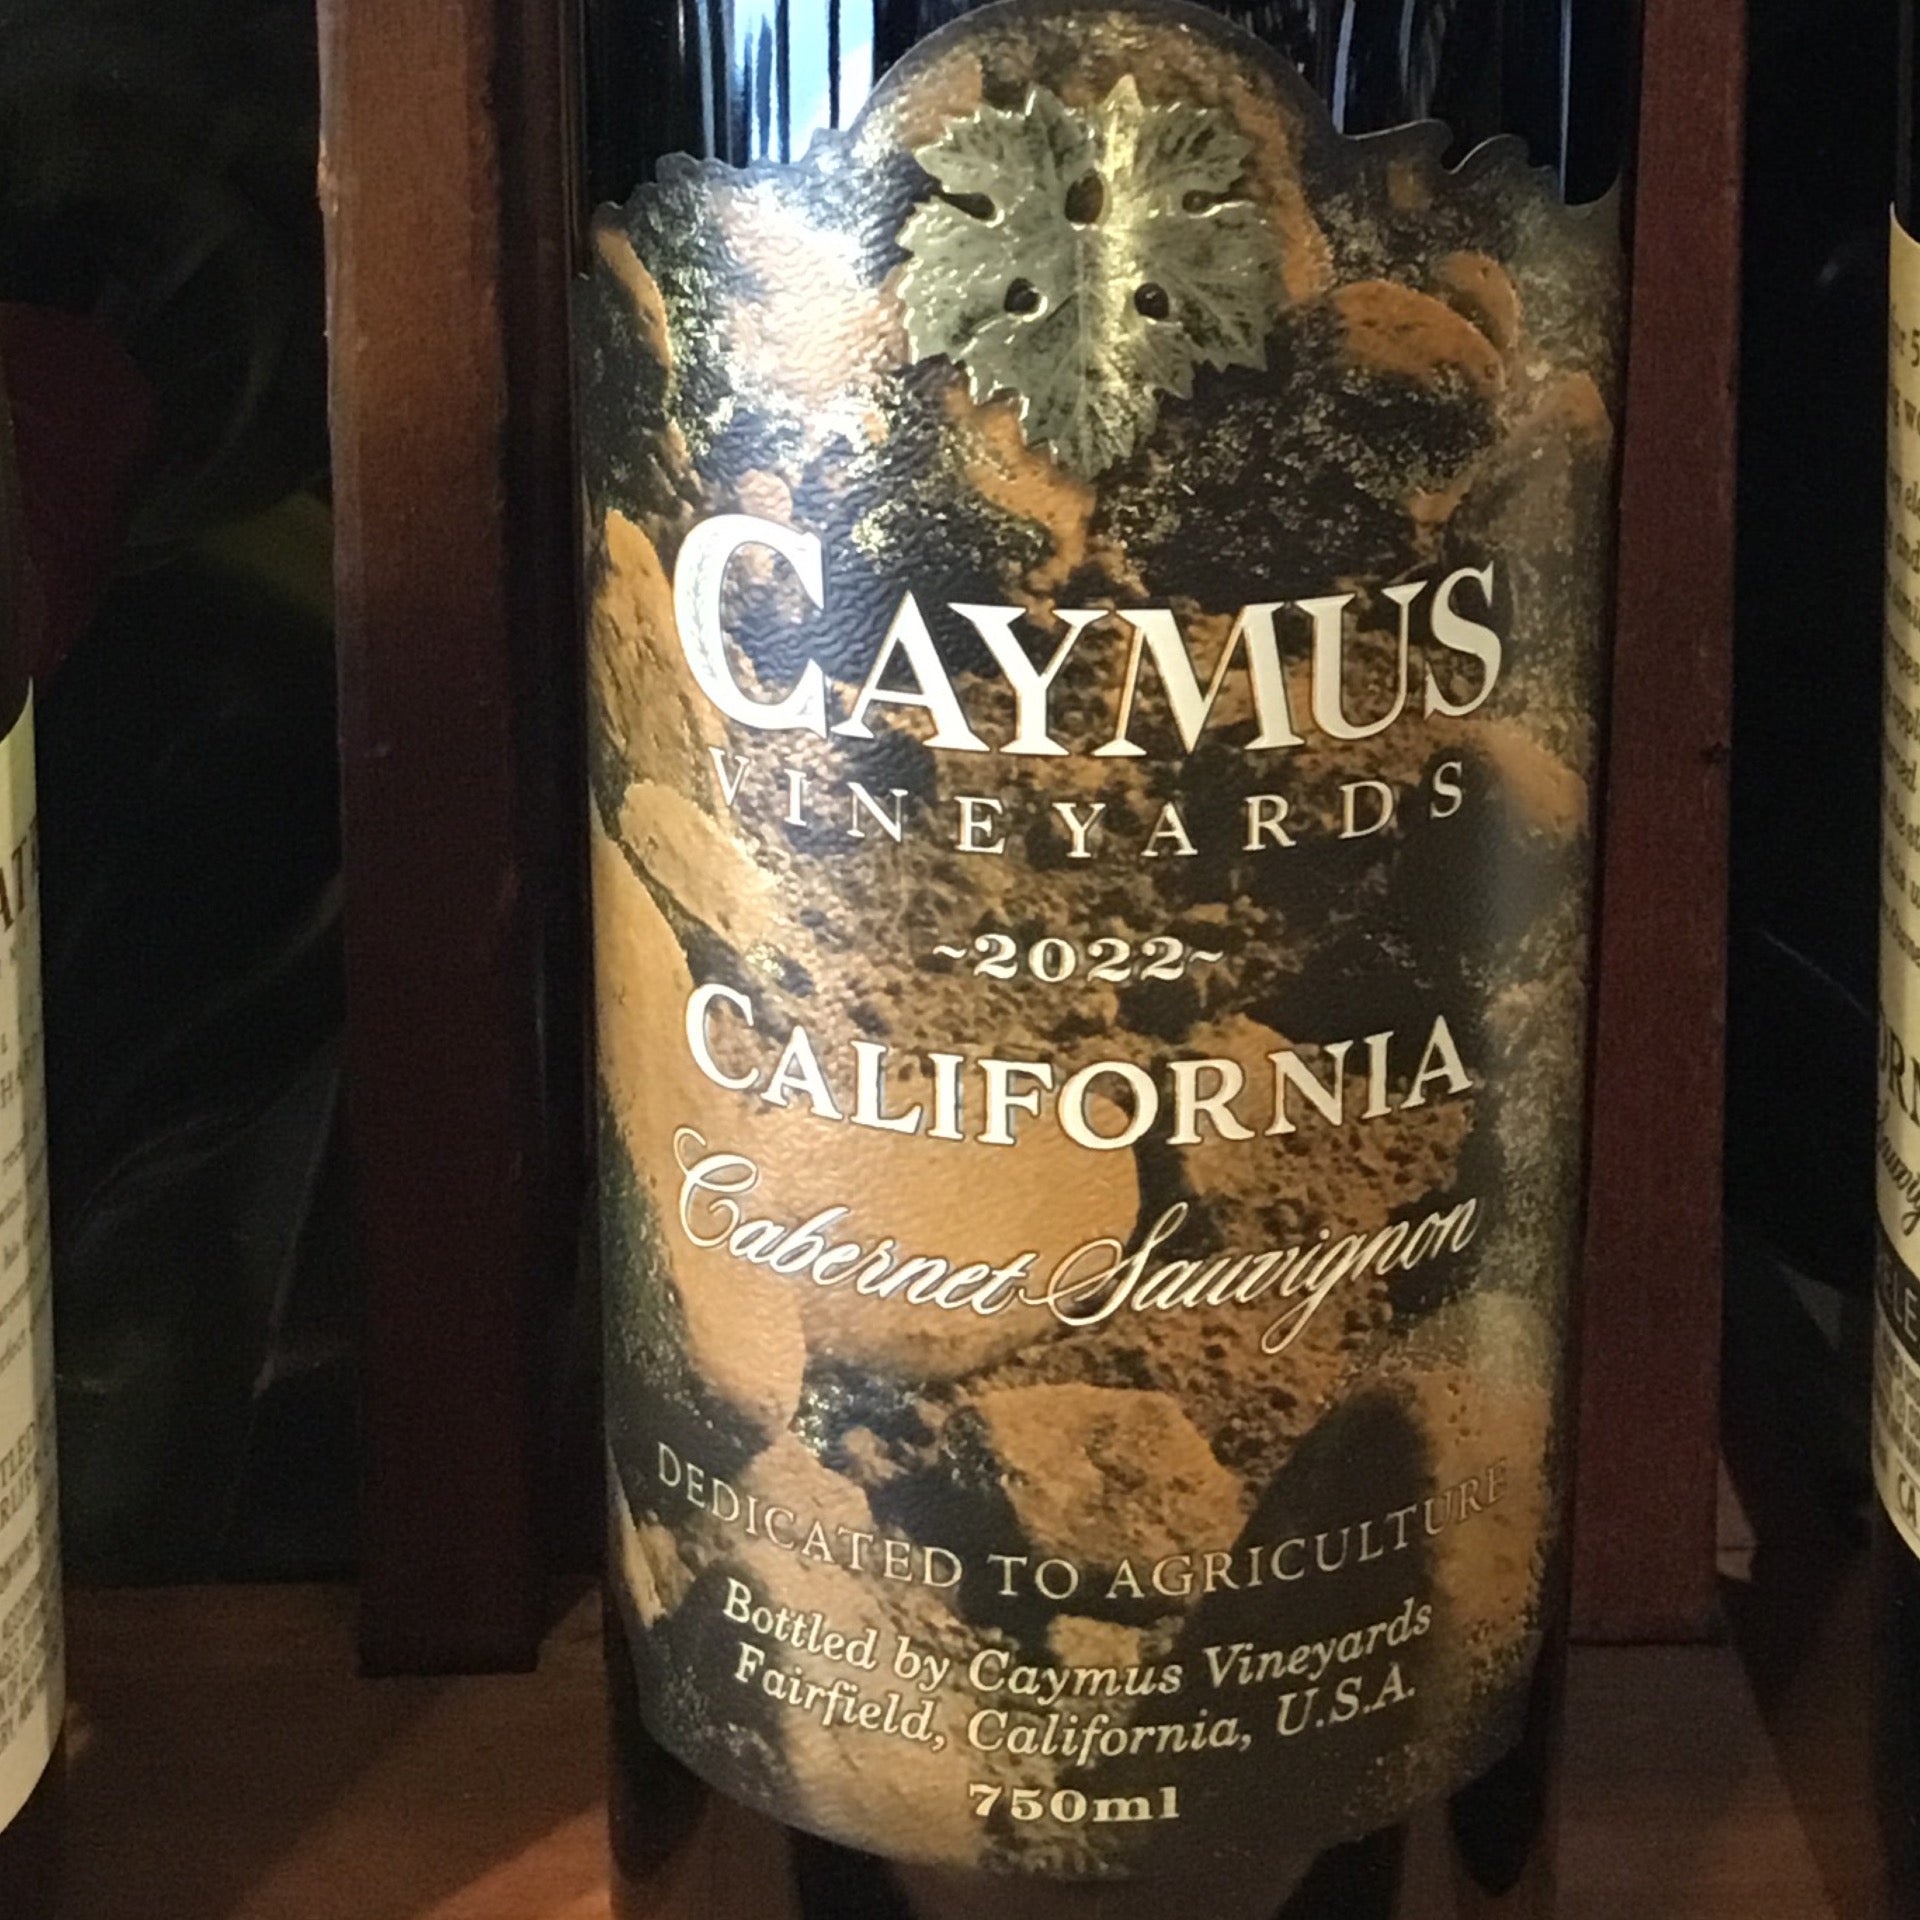 CAYMUS
VINEYARDS
~2022~
CALIFORNIA
Cabernet Sauvignon
DEDICATED TO AGRICULTURE
Bottled by Caymus Vineyards
Fairfield, California, U.S.A.
750ml